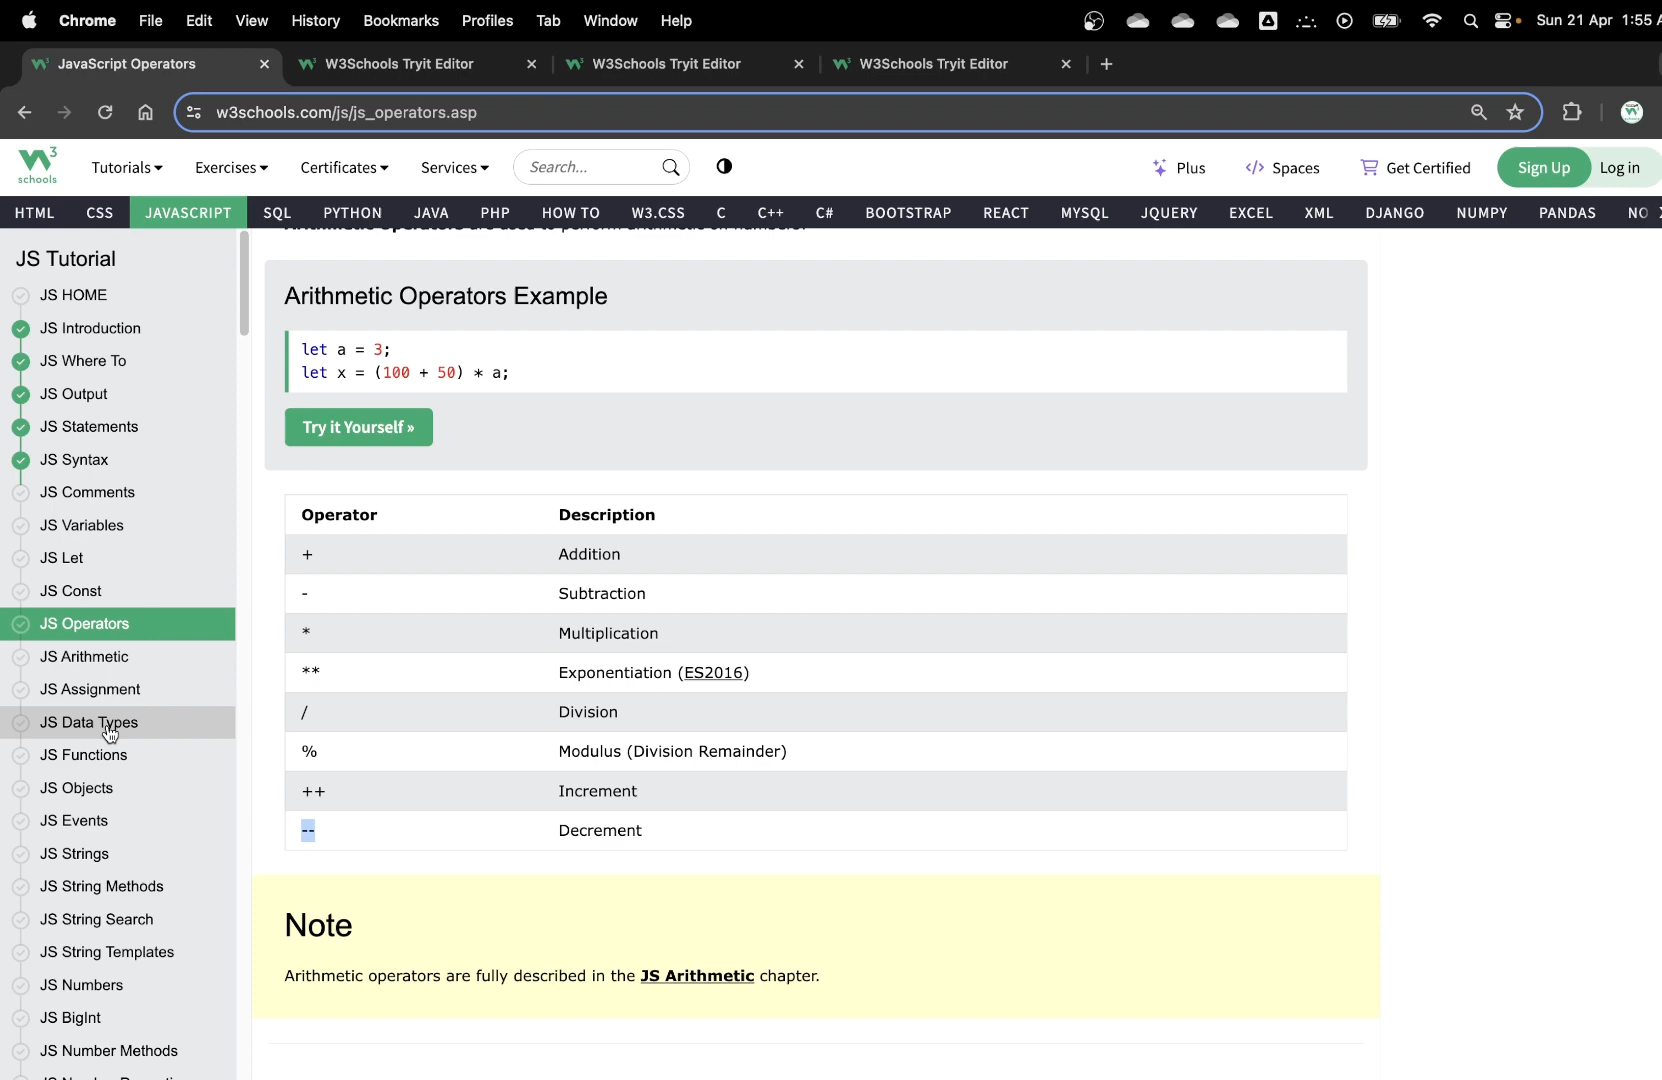 Chrome File Edit View History Bookmarks Profiles Tab Window Help Sun 21 Apr 1:55
JavaScript Operators W3Schools Tryit Editor W3Schools Tryit Editor W3Schools Tryit Editor
w3schools.com/js/js_operators.asp
W3 schools Tutorials Exercises Certificates Services Search... Plus Spaces Get Certified Sign Up Log in
HTML CSS JAVASCRIPT SQL PYTHON JAVA PHP HOW TO W3.CSS C C++ C# BOOTSTRAP REACT MYSQL JQUERY EXCEL XML DJANGO NUMPY PANDAS
JS Tutorial
JS HOME
JS Introduction
JS Where To
JS Output
JS Statements
JS Syntax
JS Comments
JS Variables
JS Let
JS Const
JS Operators
JS Arithmetic
JS Assignment
JS Data Types
JS Functions
JS Objects
JS Events
JS Strings
JS String Methods
JS String Search
JS String Templates
JS Numbers
JS BigInt
JS Number Methods
Arithmetic Operators Example
let a = 3;
let x = (100 + 50) * a;
Try it Yourself »
Operator Description
+ Addition
- Subtraction
* Multiplication
** Exponentiation (ES2016)
/ Division
% Modulus (Division Remainder)
++ Increment
-- Decrement
Note
Arithmetic operators are fully described in the JS Arithmetic chapter.